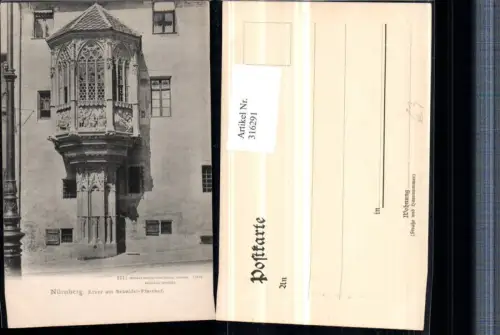 Nürnberg. Erker am Sebalder-Pfarrhof.
Artikel Nr.
316291
Postkarte
An
in
Wohnung
(Straße und Hausnummer)